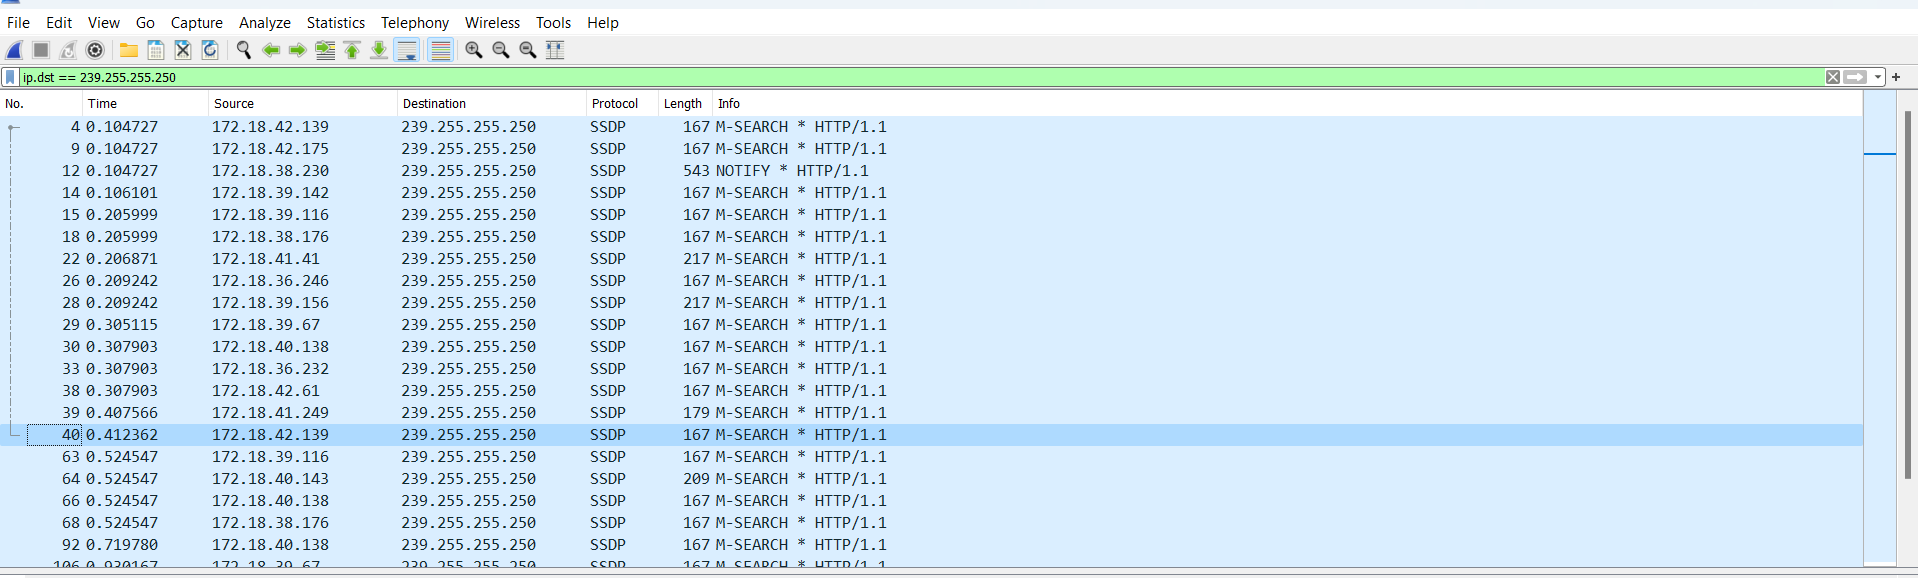 File Edit View Go Capture Analyze Statistics Telephony Wireless Tools Help
ip.dst == 239.255.255.250
No. Time Source Destination Protocol Length Info
4 0.104727 172.18.42.139 239.255.255.250 SSDP 167 M-SEARCH * HTTP/1.1
9 0.104727 172.18.42.175 239.255.255.250 SSDP 167 M-SEARCH * HTTP/1.1
12 0.104727 172.18.38.230 239.255.255.250 SSDP 543 NOTIFY * HTTP/1.1
14 0.106101 172.18.39.142 239.255.255.250 SSDP 167 M-SEARCH * HTTP/1.1
15 0.205999 172.18.39.116 239.255.255.250 SSDP 167 M-SEARCH * HTTP/1.1
18 0.205999 172.18.38.176 239.255.255.250 SSDP 167 M-SEARCH * HTTP/1.1
22 0.206871 172.18.41.41 239.255.255.250 SSDP 217 M-SEARCH * HTTP/1.1
26 0.209242 172.18.36.246 239.255.255.250 SSDP 167 M-SEARCH * HTTP/1.1
28 0.209242 172.18.39.156 239.255.255.250 SSDP 217 M-SEARCH * HTTP/1.1
29 0.305115 172.18.39.67 239.255.255.250 SSDP 167 M-SEARCH * HTTP/1.1
30 0.307903 172.18.40.138 239.255.255.250 SSDP 167 M-SEARCH * HTTP/1.1
33 0.307903 172.18.36.232 239.255.255.250 SSDP 167 M-SEARCH * HTTP/1.1
38 0.307903 172.18.42.61 239.255.255.250 SSDP 167 M-SEARCH * HTTP/1.1
39 0.407566 172.18.41.249 239.255.255.250 SSDP 179 M-SEARCH * HTTP/1.1
40 0.412362 172.18.42.139 239.255.255.250 SSDP 167 M-SEARCH * HTTP/1.1
63 0.524547 172.18.39.116 239.255.255.250 SSDP 167 M-SEARCH * HTTP/1.1
64 0.524547 172.18.40.143 239.255.255.250 SSDP 209 M-SEARCH * HTTP/1.1
66 0.524547 172.18.40.138 239.255.255.250 SSDP 167 M-SEARCH * HTTP/1.1
68 0.524547 172.18.38.176 239.255.255.250 SSDP 167 M-SEARCH * HTTP/1.1
92 0.719780 172.18.40.138 239.255.255.250 SSDP 167 M-SEARCH * HTTP/1.1
106 0.930167 172.18.39.67 239.255.255.250 SSDP 167 M-SEARCH * HTTP/1.1